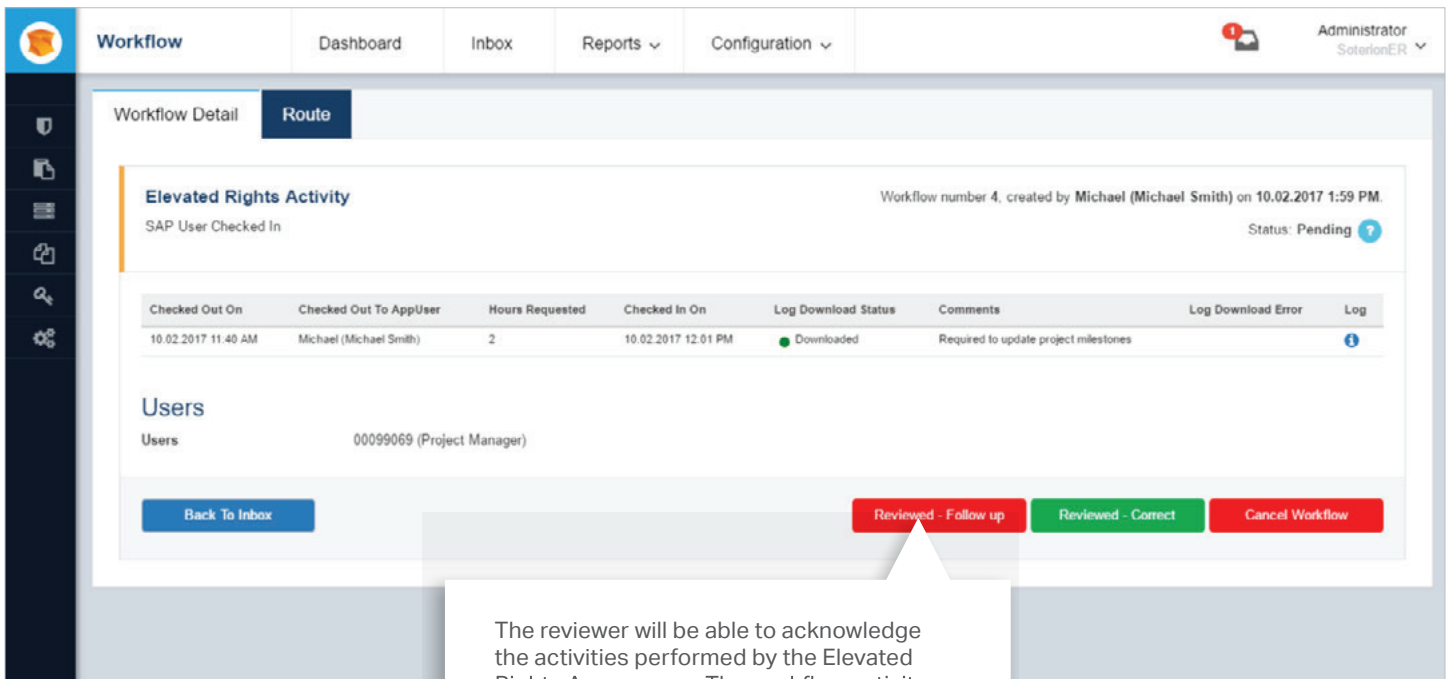 Workflow Dashboard Inbox Reports Configuration 1 Administrator
SoterionER
Workflow Detail Route
Elevated Rights Activity Workflow number 4, created by Michael (Michael Smith) on 10.02.2017 1:59 PM.
SAP User Checked In Status: Pending ?
Checked Out On Checked Out To AppUser Hours Requested Checked In On Log Download Status Comments Log Download Error Log
10.02.2017 11.40 AM Michael (Michael Smith) 2 10.02.2017 12.01 PM Downloaded Required to update project milestones
Users
Users 00099069 (Project Manager)
Back To Inbox Reviewed - Follow up Reviewed - Correct Cancel Workflow
The reviewer will be able to acknowledge
the activities performed by the Elevated